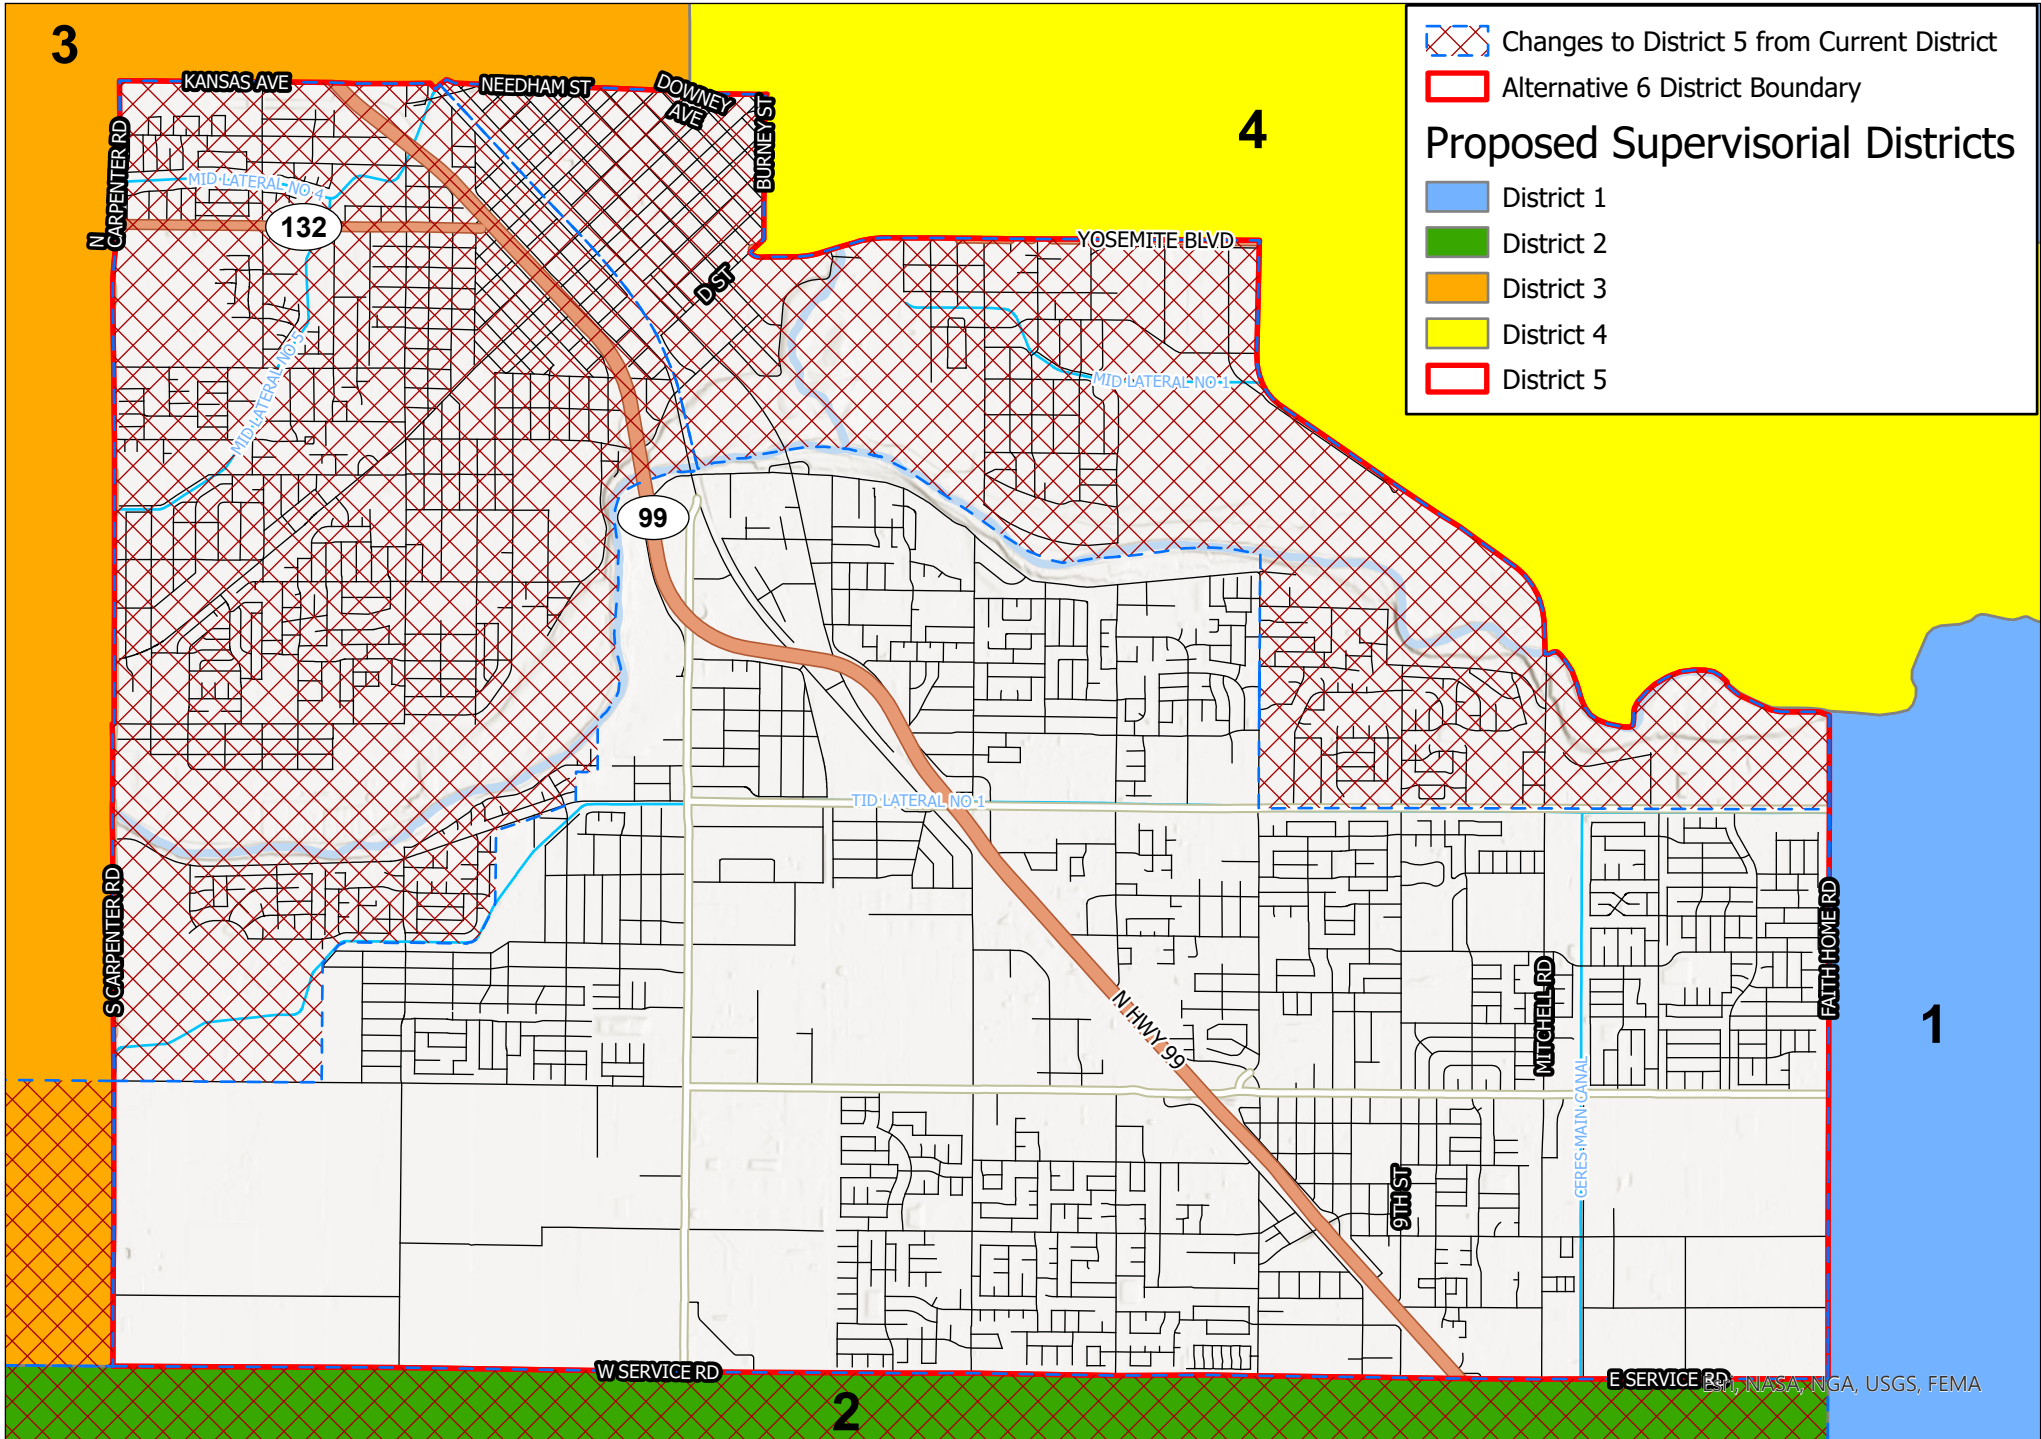 3
4
1
2
Changes to District 5 from Current District
Alternative 6 District Boundary
Proposed Supervisorial Districts
District 1
District 2
District 3
District 4
District 5
KANSAS AVE
NEEDHAM ST
DOWNEY
AVE
BURNEY ST
N
CARPENTER RD
MID LATERAL NO 4
132
D ST
YOSEMITE BLVD
MID LATERAL NO 5
MID LATERAL NO 1
99
TID LATERAL NO 1
S CARPENTER RD
FAITH HOME RD
MITCHELL RD
N HWY 99
CERES MAIN CANAL
9TH ST
W SERVICE RD
E SERVICE RD
Esri, NASA, NGA, USGS, FEMA